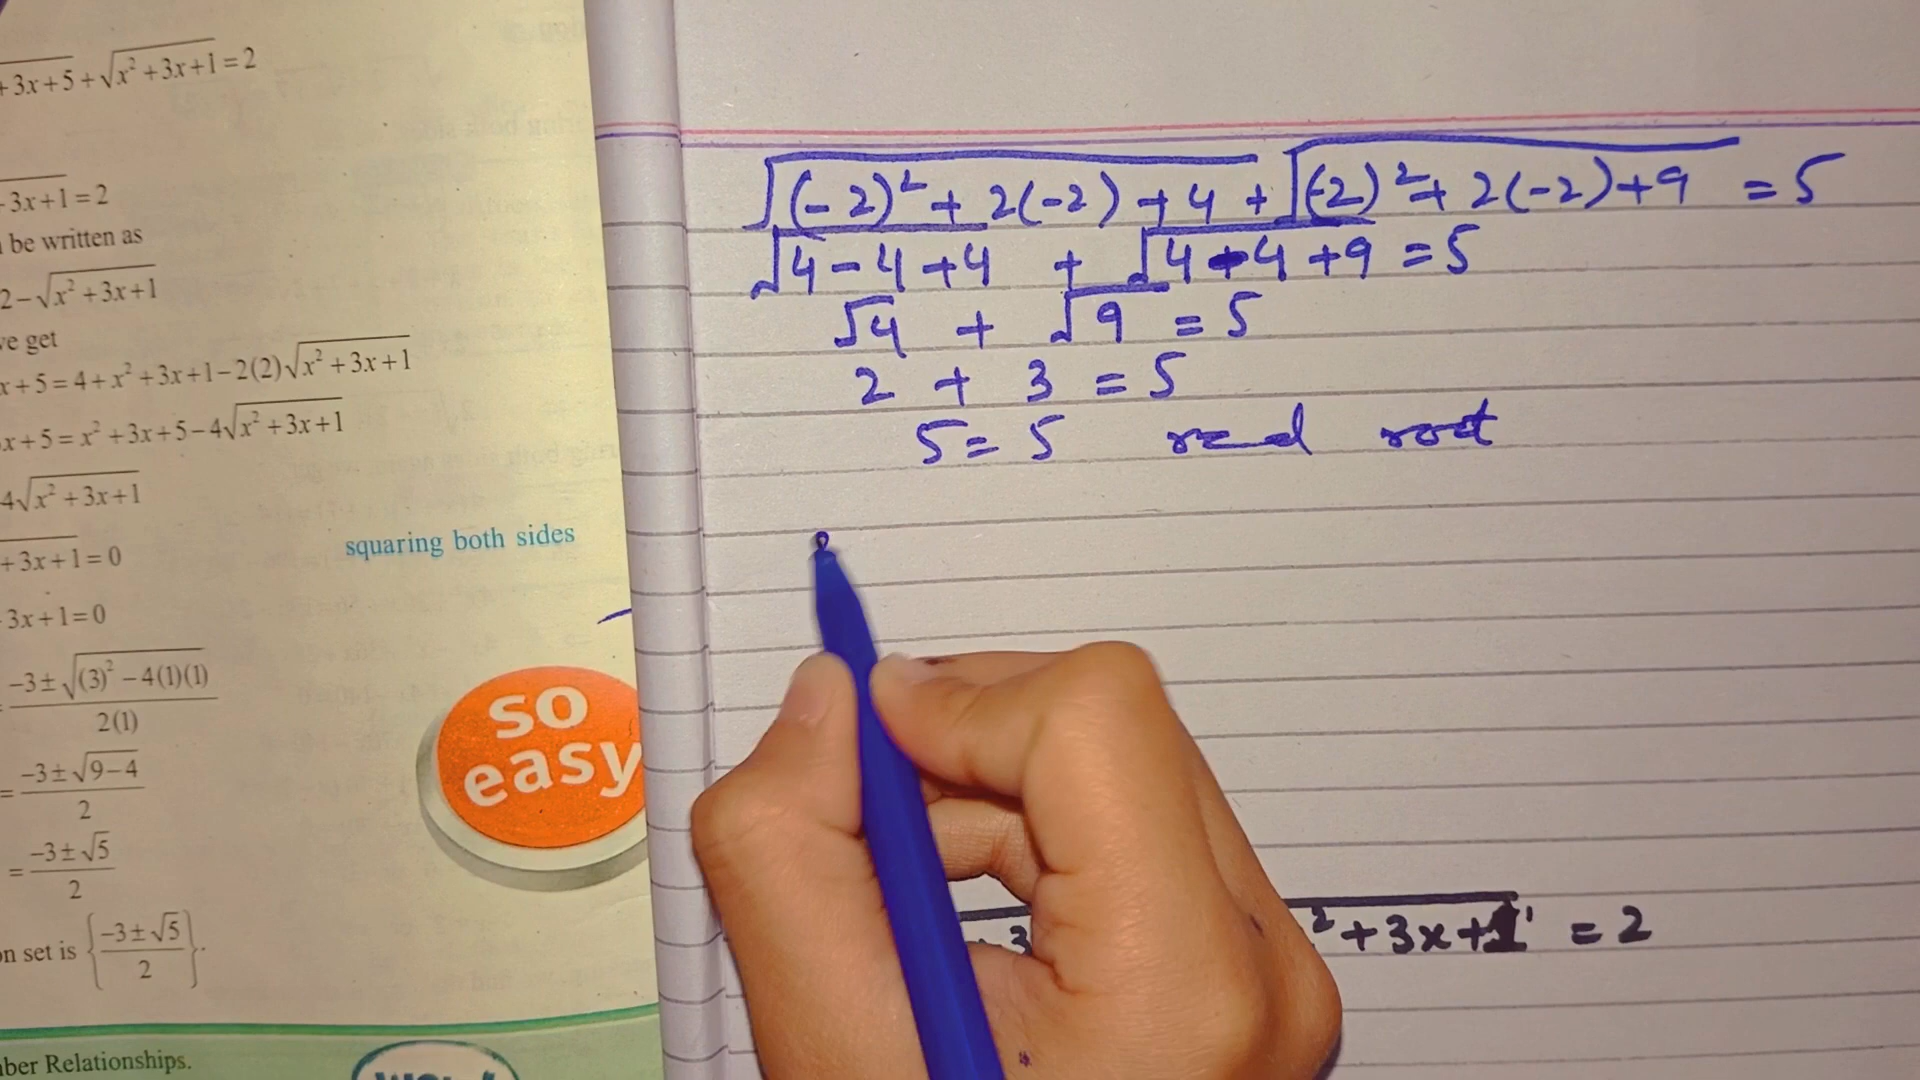 +3x+5+√x²+3x+1=2
3x+1=2
be written as
2-√x²+3x+1
ve get
x+5=4+x²+3x+1-2(2)√x²+3x+1
x+5=x²+3x+5-4√x²+3x+1
4√x²+3x+1
+3x+1=0
squaring both sides
3x+1=0
-3±√(3)²-4(1)(1)
2(1)
=-3±√9-4
2
=-3±√5
2
on set is {-3±√5
2}.
so
easy
ber Relationships.
√(-2)²+2(-2)+4+√(-2)²+2(-2)+9=5
√4-4+4+√4-4+9=5
√4+√9=5
2+3=5
5=5 real root
²+3x+1=2